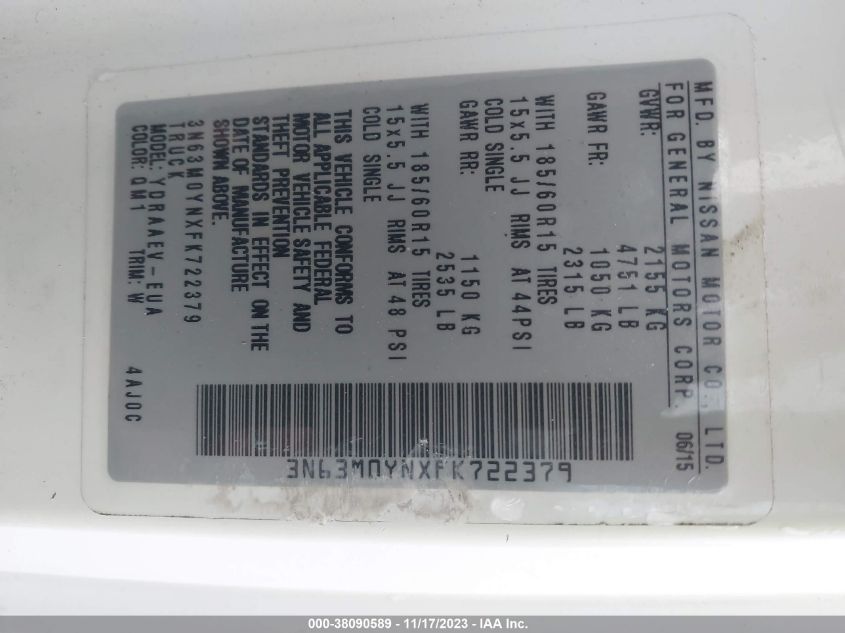 MFD. BY NISSAN MOTOR CO., LTD.
FOR GENERAL MOTORS CORP. 06/15
GVWR: 2155 KG
4751 LB
GAWR FR: 1050 KG
2315 LB
WITH 185/60R15 TIRES
15x5.5 JJ RIMS AT 44PSI
COLD SINGLE
GAWR RR: 1150 KG
2535 LB
WITH 185/60R15 TIRES
15x5.5 JJ RIMS AT 48 PSI
COLD SINGLE
THIS VEHICLE CONFORMS TO
ALL APPLICABLE FEDERAL
MOTOR VEHICLE SAFETY AND
THEFT PREVENTION
STANDARDS IN EFFECT ON THE
DATE OF MANUFACTURE
SHOWN ABOVE.
3N63M0YNXFK722379
TRUCK
MODEL: YDRAAEV-EUA
COLOR: QM1 TRIM: W
4AJ0C
3N63M0YNXFK722379
000-38090589 - 11/17/2023 - IAA Inc.